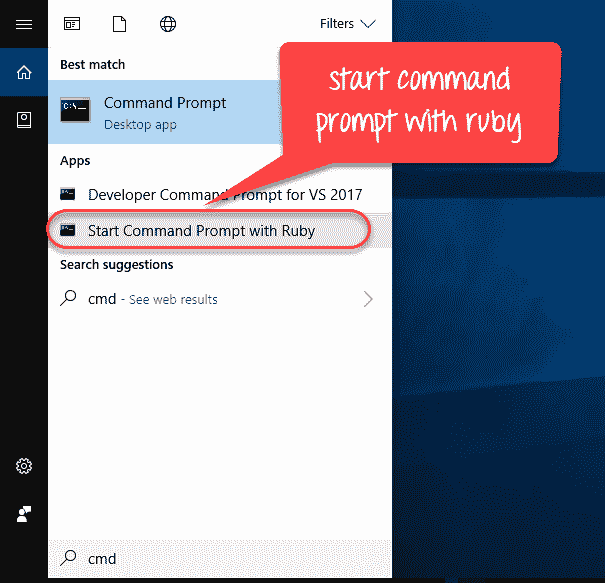 Filters
Best match
start command
prompt with ruby
Command Prompt
Desktop app
Apps
Developer Command Prompt for VS 2017
Start Command Prompt with Ruby
Search suggestions
cmd - See web results
cmd